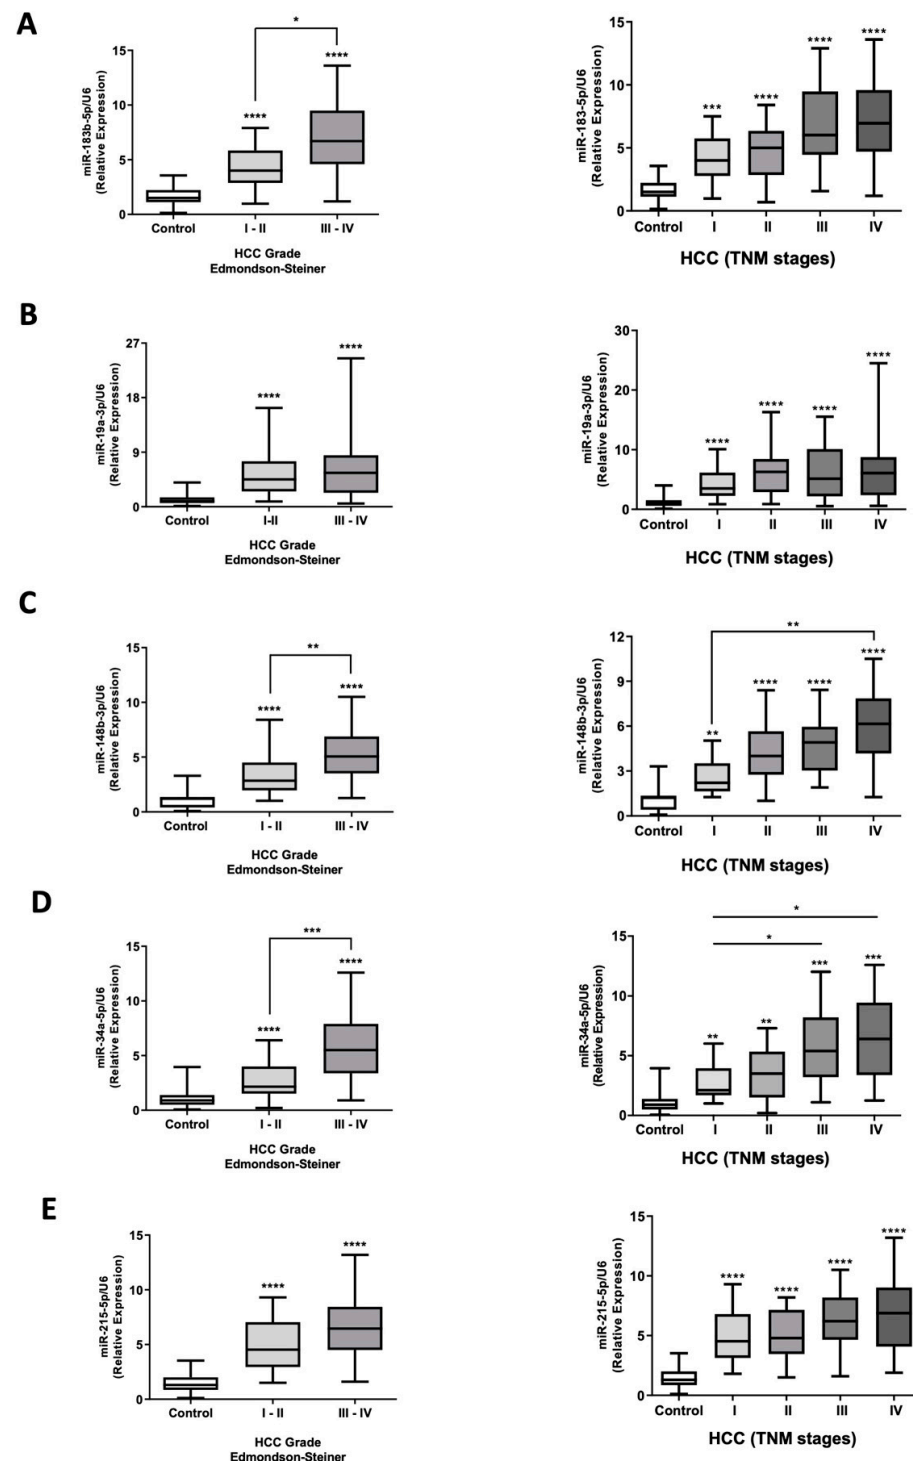 A
miR-183b-5p/U6
(Relative Expression)
15
10
5
0
*
****
****
Control
I - II
III - IV
HCC Grade
Edmondson-Steiner
miR-183-5p/U6
(Relative Expression)
15
10
5
0
***
****
****
****
Control
I
II
III
IV
HCC (TNM stages)
B
miR-19a-3p/U6
(Relative Expression)
27
18
9
0
****
****
Control
I-II
III - IV
HCC Grade
Edmondson-Steiner
miR-19a-3p/U6
(Relative Expression)
30
20
10
0
****
****
****
****
Control
I
II
III
IV
HCC (TNM stages)
C
miR-148b-3p/U6
(Relative Expression)
15
10
5
0
**
****
****
Control
I - II
III - IV
HCC Grade
Edmondson-Steiner
miR-148b-3p/U6
(Relative Expression)
12
9
6
3
0
**
**
****
****
****
Control
I
II
III
IV
HCC (TNM stages)
D
miR-34a-5p/U6
(Relative Expression)
15
10
5
0
***
****
****
Control
I - II
III - IV
HCC Grade
Edmondson-Steiner
miR-34a-5p/U6
(Relative Expression)
15
10
5
0
*
*
**
**
***
***
Control
I
II
III
IV
HCC (TNM stages)
E
miR-215-5p/U6
(Relative Expression)
15
10
5
0
****
****
Control
I - II
III - IV
HCC Grade
Edmondson-Steiner
miR-215-5p/U6
(Relative Expression)
15
10
5
0
****
****
****
****
Control
I
II
III
IV
HCC (TNM stages)